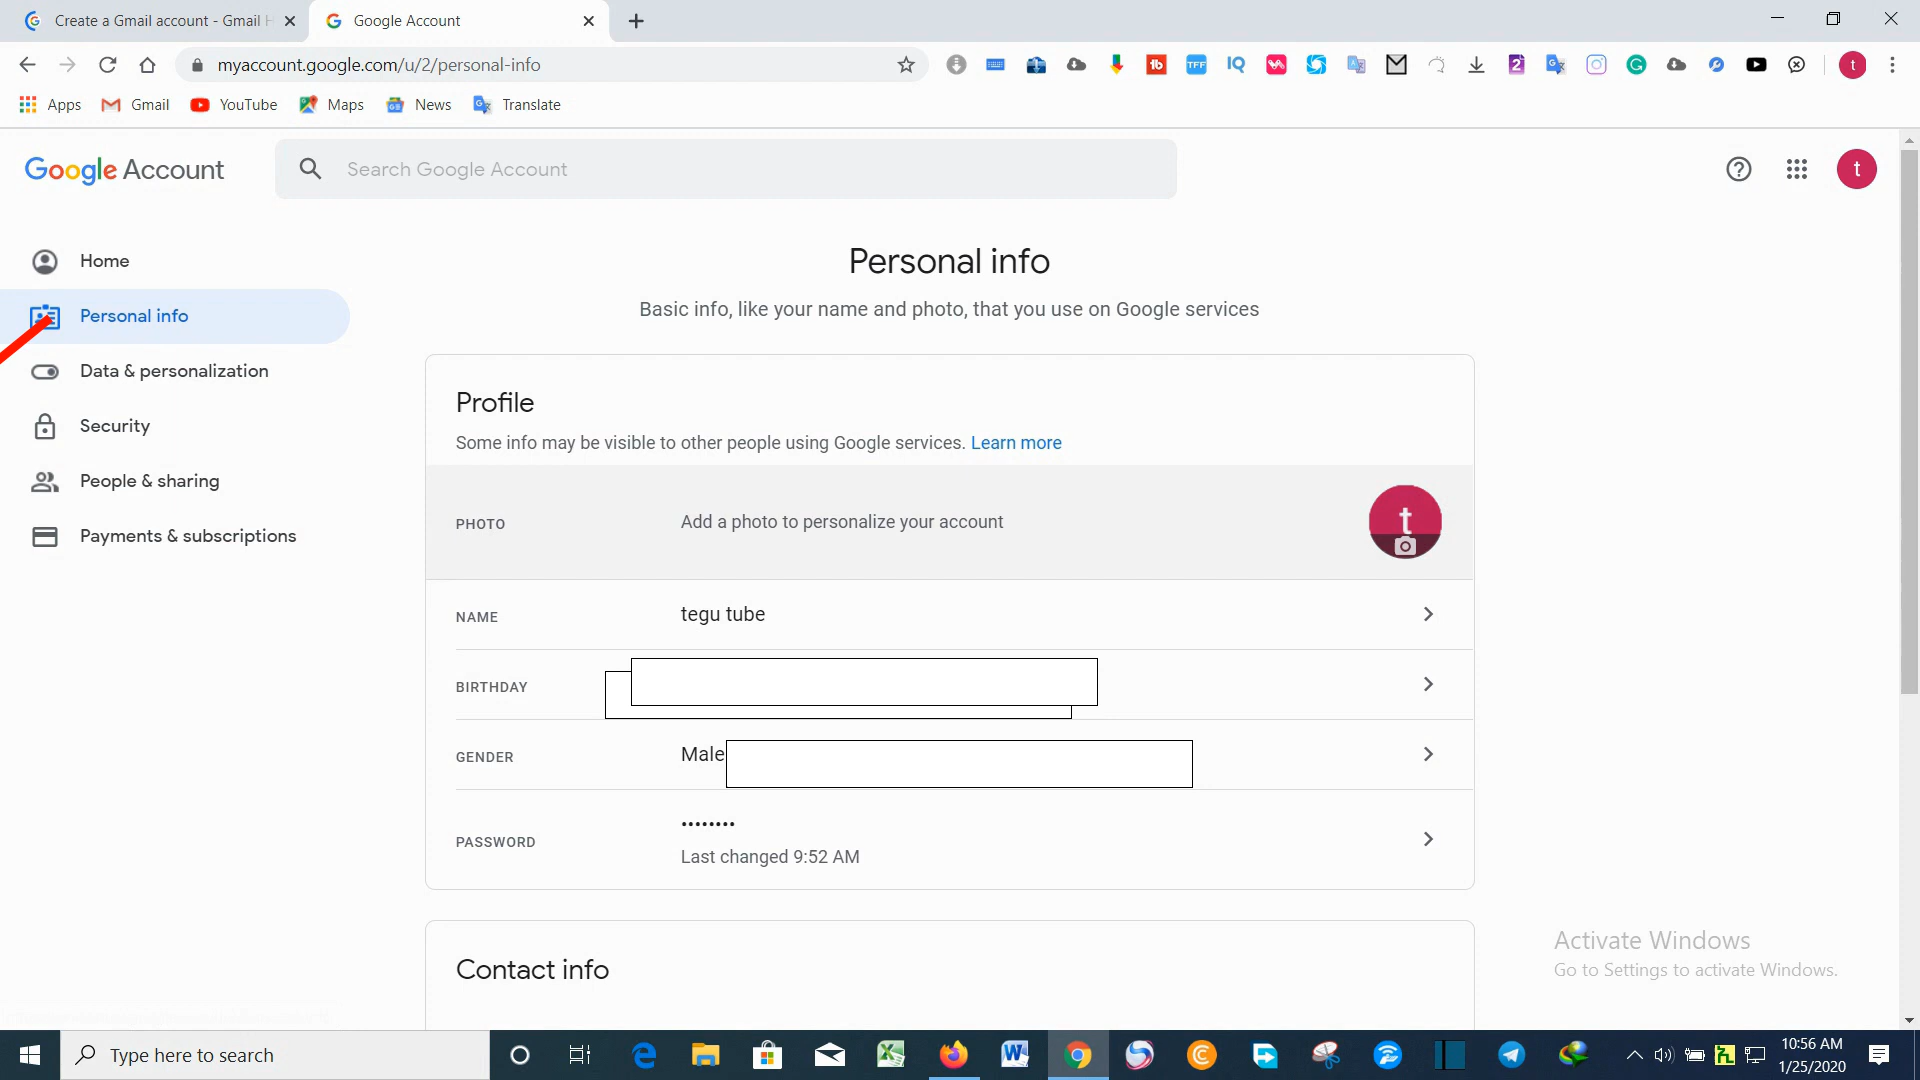 Create a Gmail account - Gmail H
Google Account
myaccount.google.com/u/2/personal-info
Apps
Gmail
YouTube
Maps
News
Translate
Google Account
Search Google Account
t
Home
Personal info
Data & personalization
Security
People & sharing
Payments & subscriptions
Personal info
Basic info, like your name and photo, that you use on Google services
Profile
Some info may be visible to other people using Google services. Learn more
PHOTO
Add a photo to personalize your account
t
NAME
tegu tube
BIRTHDAY
GENDER
Male
PASSWORD
••••••••
Last changed 9:52 AM
Contact info
Activate Windows
Go to Settings to activate Windows.
Type here to search
10:56 AM
1/25/2020